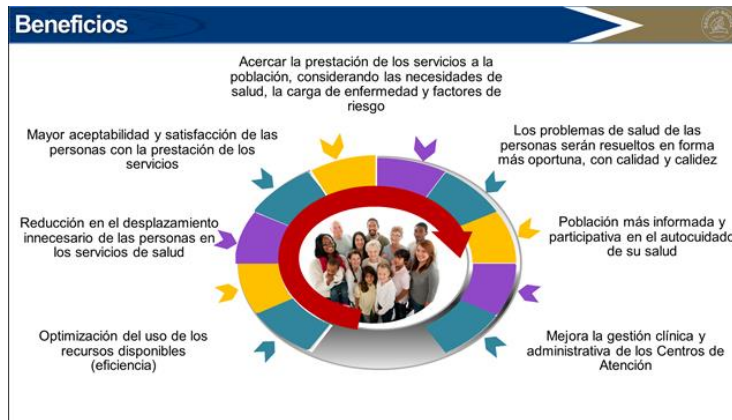 Beneficios
Acercar la prestación de los servicios a la
población, considerando las necesidades de
salud, la carga de enfermedad y factores de
riesgo
Mayor aceptabilidad y satisfacción de las
personas con la prestación de los
servicios
Los problemas de salud de las
personas serán resueltos en forma
más oportuna, con calidad y calidez
Reducción en el desplazamiento
innecesario de las personas en
los servicios de salud
Población más informada y
participativa en el autocuidado
de su salud
Optimización del uso de los
recursos disponibles
(eficiencia)
Mejora la gestión clínica y
administrativa de los Centros de
Atención